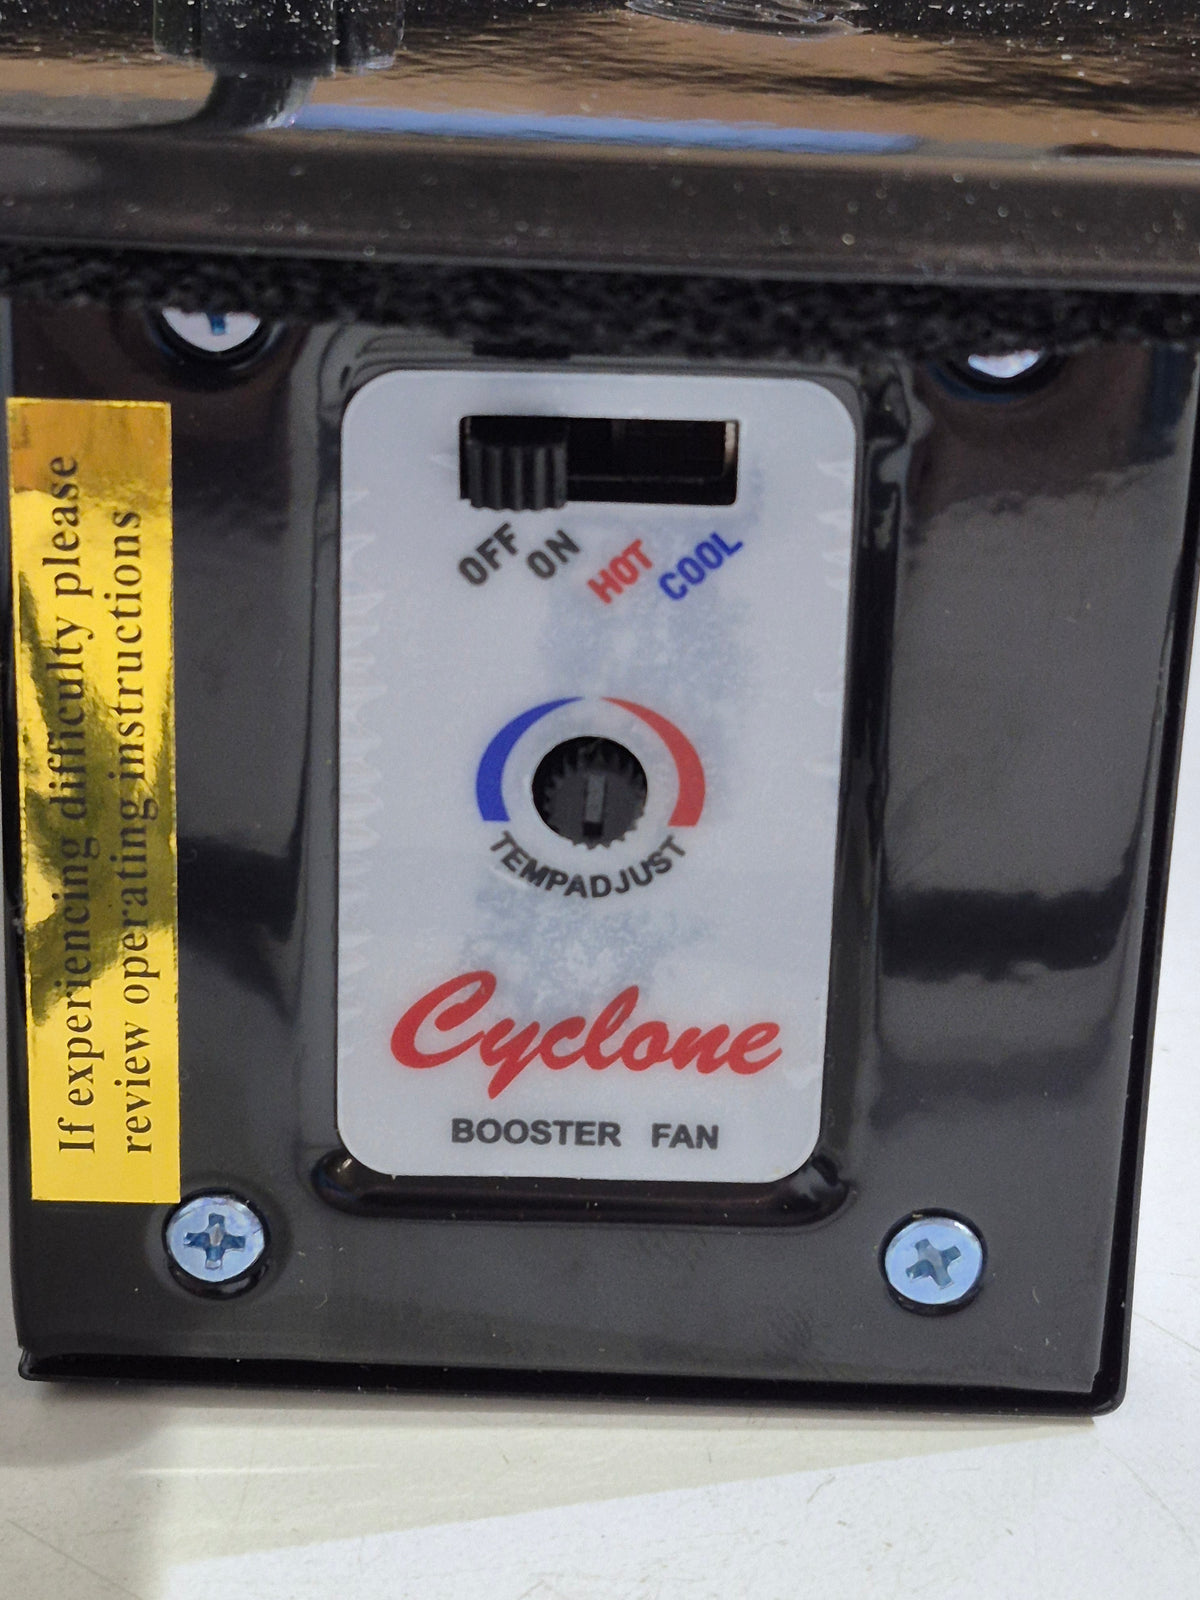 If experiencing difficulty please
review operating instructions
OFF ON HOT COOL
TEMPADJUST
Cyclone
BOOSTER FAN